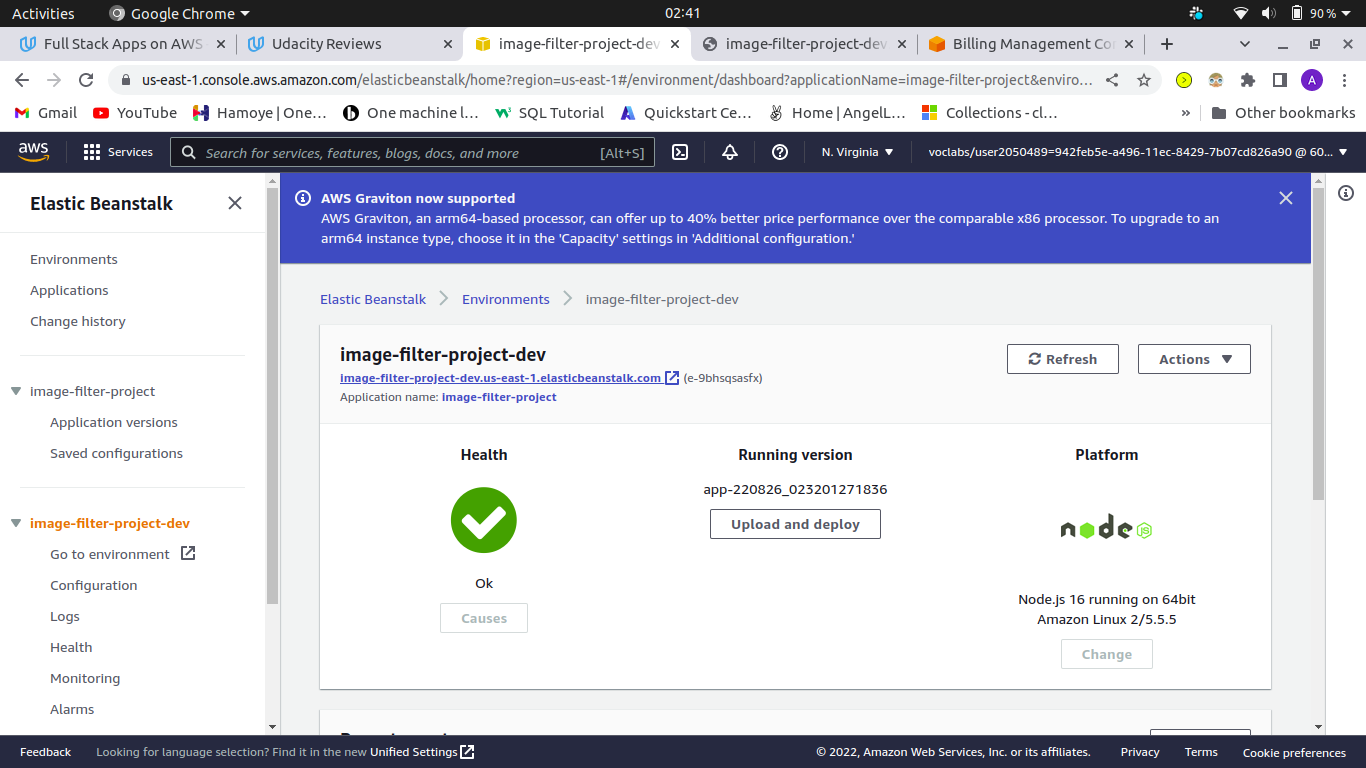 Activities
Google Chrome
02:41
90 %
Full Stack Apps on AWS
Udacity Reviews
image-filter-project-dev
image-filter-project-dev
Billing Management Co
us-east-1.console.aws.amazon.com/elasticbeanstalk/home?region=us-east-1#/environment/dashboard?applicationName=image-filter-project&enviro...
A
Gmail
YouTube
Hamoye | One...
One machine l...
SQL Tutorial
Quickstart Ce...
Home | AngelL...
Collections - cl...
»
Other bookmarks
aws
Services
Search for services, features, blogs, docs, and more
[Alt+S]
N. Virginia
voclabs/user2050489=942feb5e-a496-11ec-8429-7b07cd826a90 @ 60...
Elastic Beanstalk
Environments
Applications
Change history
image-filter-project
Application versions
Saved configurations
image-filter-project-dev
Go to environment
Configuration
Logs
Health
Monitoring
Alarms
AWS Graviton now supported
AWS Graviton, an arm64-based processor, can offer up to 40% better price performance over the comparable x86 processor. To upgrade to an
arm64 instance type, choose it in the 'Capacity' settings in 'Additional configuration.'
Elastic Beanstalk
Environments
image-filter-project-dev
image-filter-project-dev
image-filter-project-dev.us-east-1.elasticbeanstalk.com (e-9bhsqsasfx)
Application name: image-filter-project
Refresh
Actions
Health
Ok
Causes
Running version
app-220826_023201271836
Upload and deploy
Platform
node JS
Node.js 16 running on 64bit
Amazon Linux 2/5.5.5
Change
Feedback
Looking for language selection? Find it in the new Unified Settings
© 2022, Amazon Web Services, Inc. or its affiliates.
Privacy
Terms
Cookie preferences